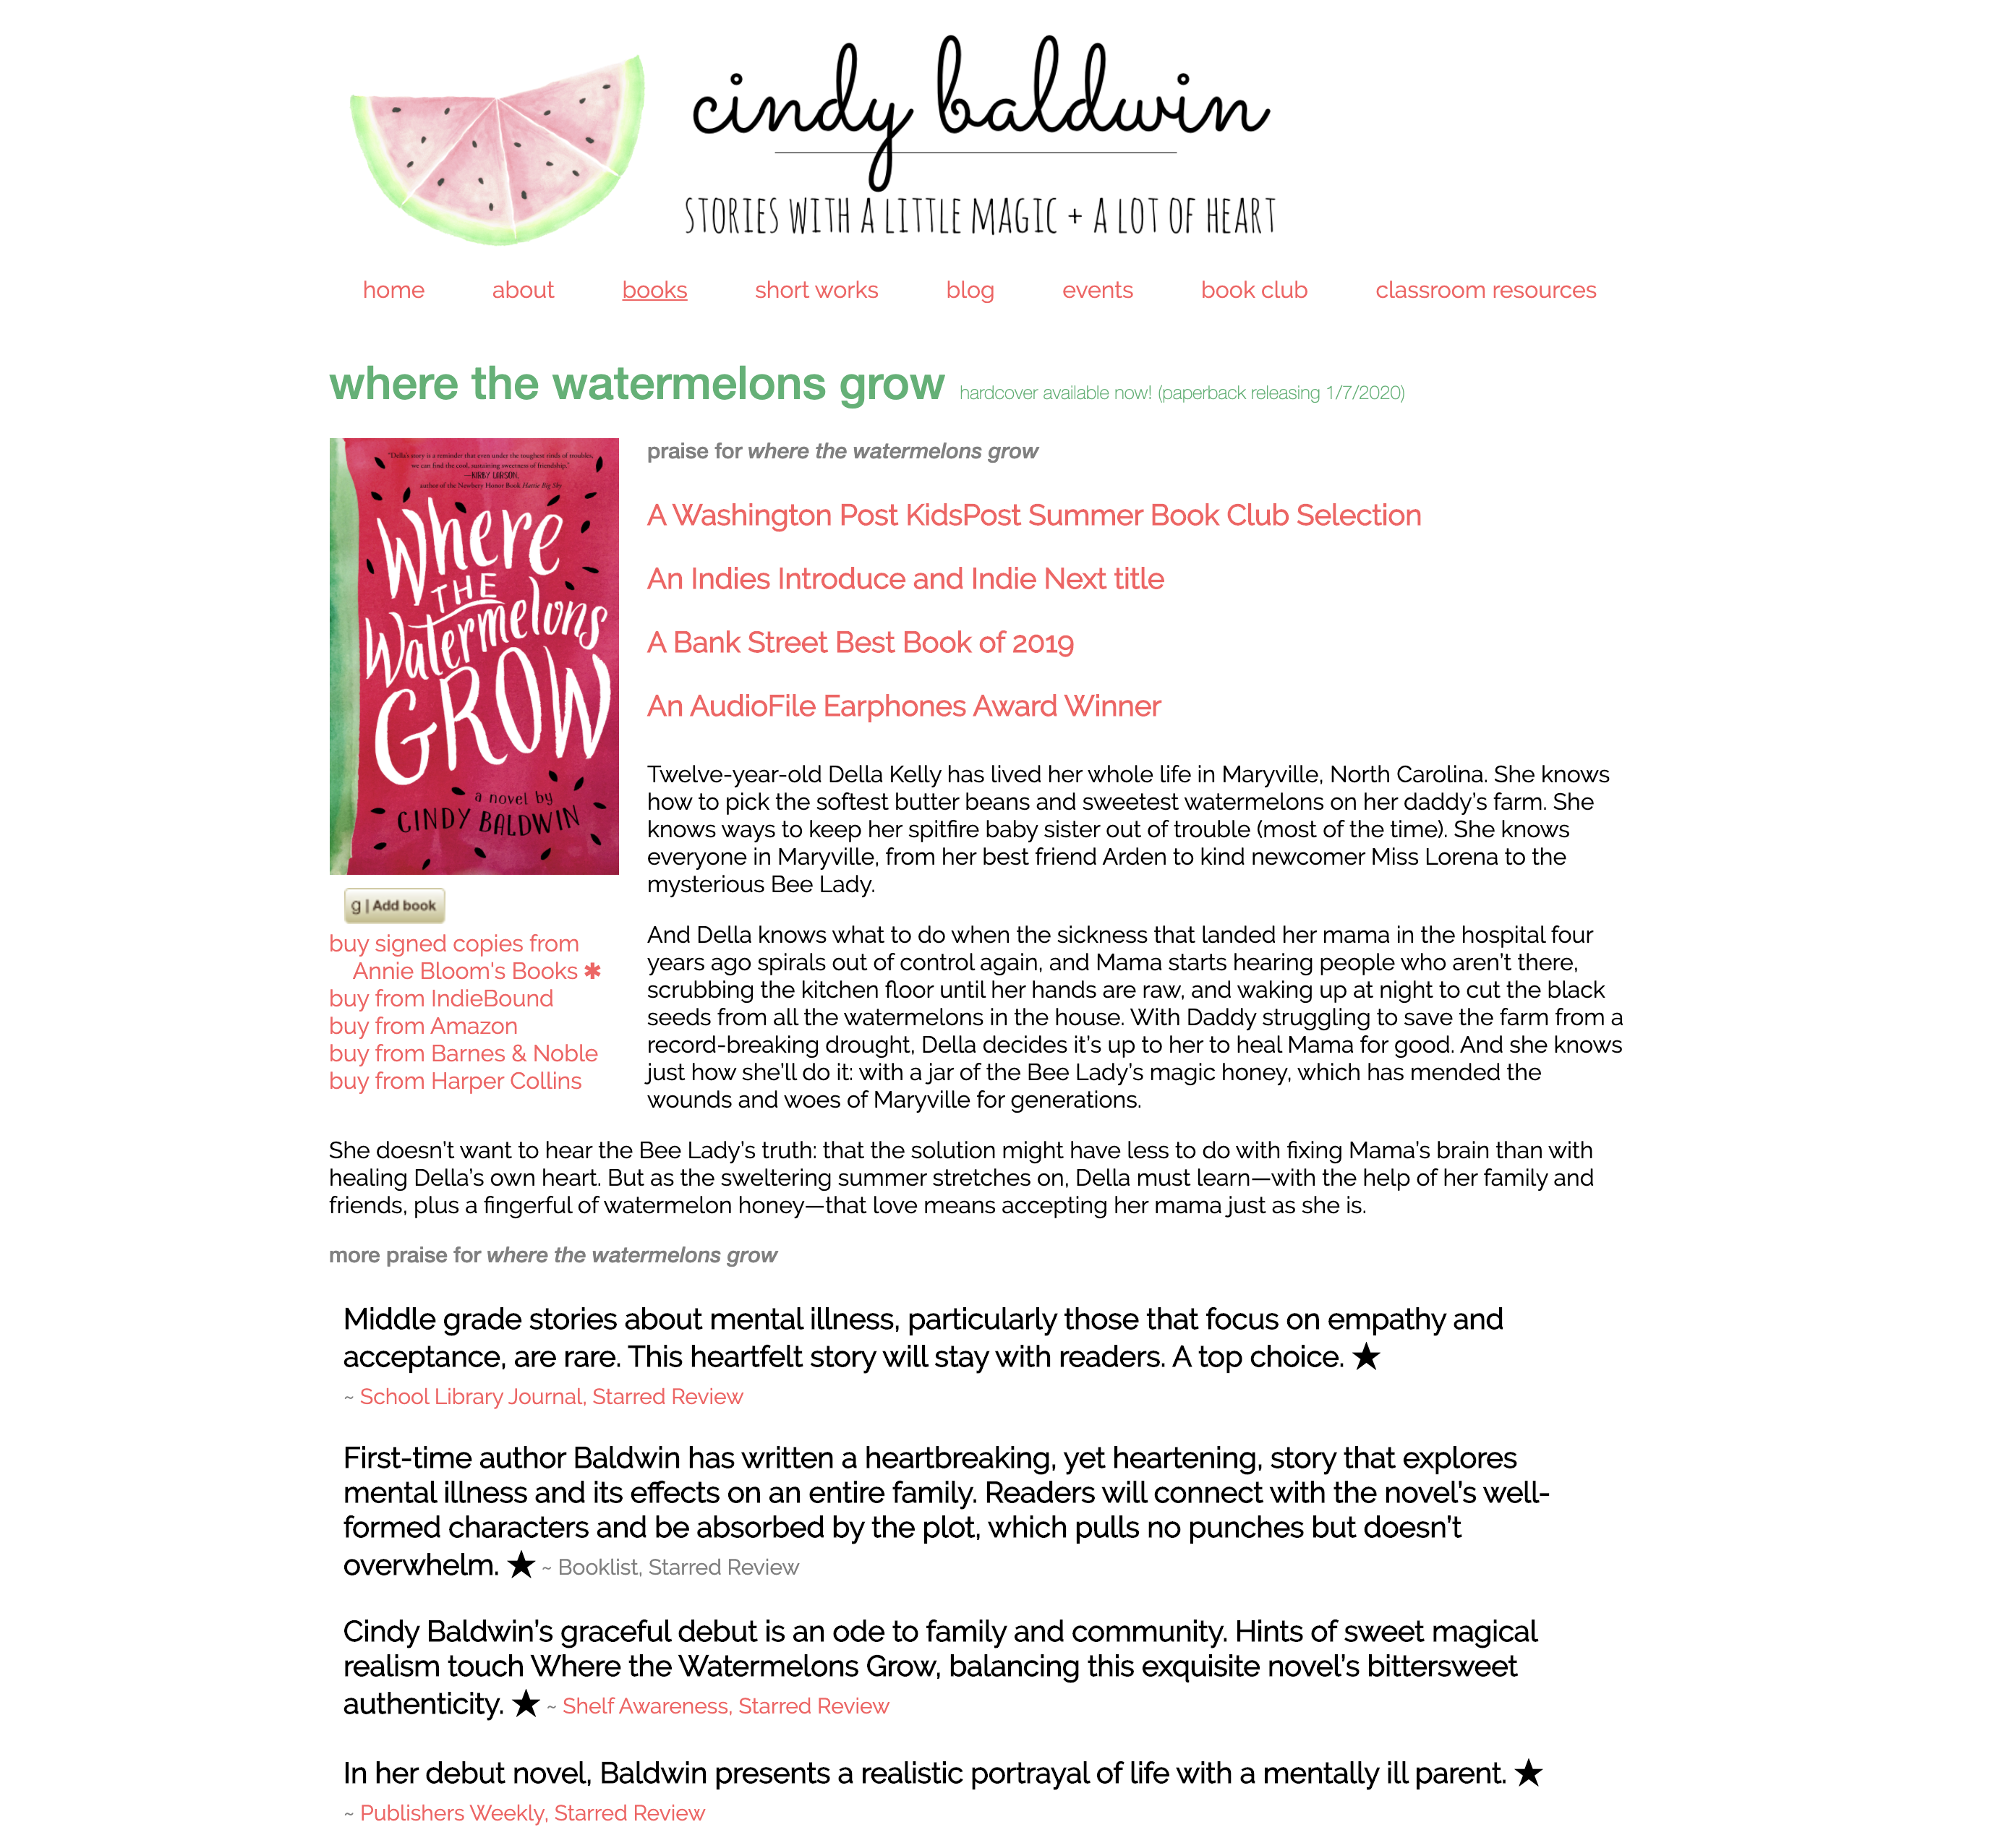 cindy baldwin
STORIES WITH A LITTLE MAGIC + A LOT OF HEART
home about books short works blog events book club classroom resources
where the watermelons grow hardcover available now! (paperback releasing 1/7/2020)
"Della's story is a reminder that even under the toughest rinds of troubles,
we can find the cool, sustaining sweetness of friendship."
—KIRBY LARSON,
author of the Newbery Honor Book Hattie Big Sky
Where
THE
Watermelons
GROW
a novel by
CINDY BALDWIN
g | Add book
buy signed copies from
Annie Bloom's Books ✱
buy from IndieBound
buy from Amazon
buy from Barnes & Noble
buy from Harper Collins
praise for where the watermelons grow
A Washington Post KidsPost Summer Book Club Selection
An Indies Introduce and Indie Next title
A Bank Street Best Book of 2019
An AudioFile Earphones Award Winner
Twelve-year-old Della Kelly has lived her whole life in Maryville, North Carolina. She knows
how to pick the softest butter beans and sweetest watermelons on her daddy's farm. She
knows ways to keep her spitfire baby sister out of trouble (most of the time). She knows
everyone in Maryville, from her best friend Arden to kind newcomer Miss Lorena to the
mysterious Bee Lady.
And Della knows what to do when the sickness that landed her mama in the hospital four
years ago spirals out of control again, and Mama starts hearing people who aren't there,
scrubbing the kitchen floor until her hands are raw, and waking up at night to cut the black
seeds from all the watermelons in the house. With Daddy struggling to save the farm from a
record-breaking drought, Della decides it's up to her to heal Mama for good. And she knows
just how she'll do it: with a jar of the Bee Lady's magic honey, which has mended the
wounds and woes of Maryville for generations.
She doesn't want to hear the Bee Lady's truth: that the solution might have less to do with fixing Mama's brain than with
healing Della's own heart. But as the sweltering summer stretches on, Della must learn—with the help of her family and
friends, plus a fingerful of watermelon honey—that love means accepting her mama just as she is.
more praise for where the watermelons grow
Middle grade stories about mental illness, particularly those that focus on empathy and
acceptance, are rare. This heartfelt story will stay with readers. A top choice. ★
~ School Library Journal, Starred Review
First-time author Baldwin has written a heartbreaking, yet heartening, story that explores
mental illness and its effects on an entire family. Readers will connect with the novel's well-
formed characters and be absorbed by the plot, which pulls no punches but doesn't
overwhelm. ★ ~ Booklist, Starred Review
Cindy Baldwin's graceful debut is an ode to family and community. Hints of sweet magical
realism touch Where the Watermelons Grow, balancing this exquisite novel's bittersweet
authenticity. ★ ~ Shelf Awareness, Starred Review
In her debut novel, Baldwin presents a realistic portrayal of life with a mentally ill parent. ★
~ Publishers Weekly, Starred Review